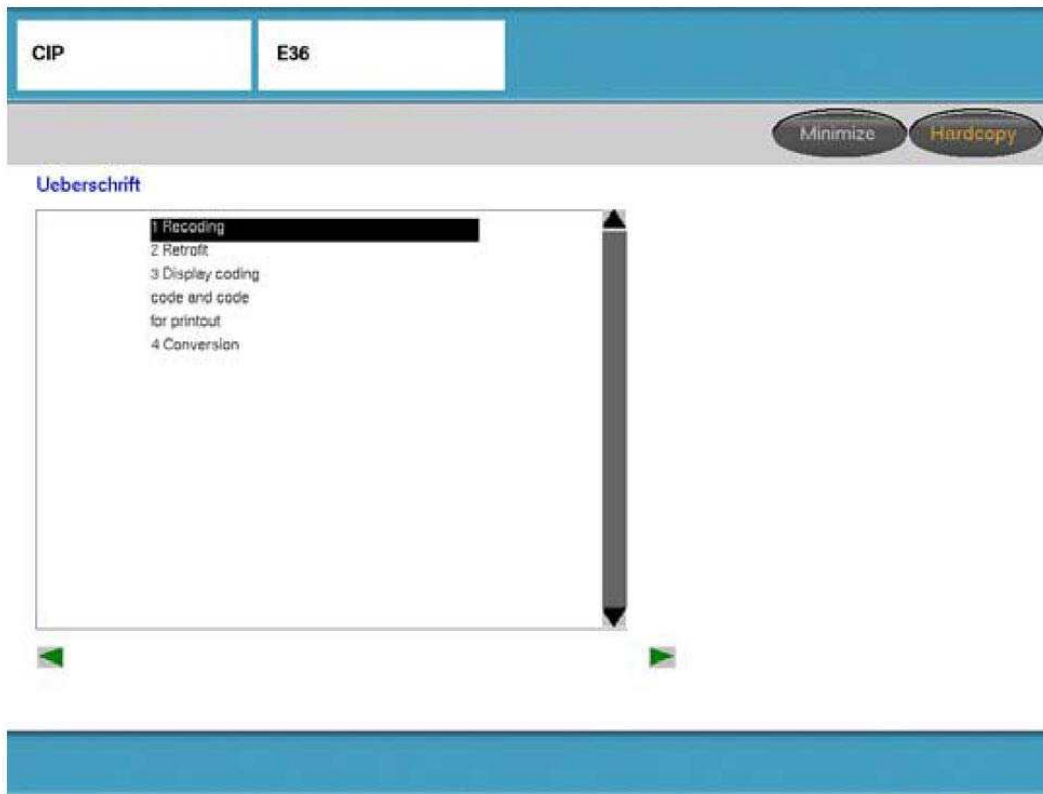 CIP E36
Minimize Hardcopy
Ueberschrift
1 Recoding
2 Retrofit
3 Display coding
code and code
for printout
4 Conversion